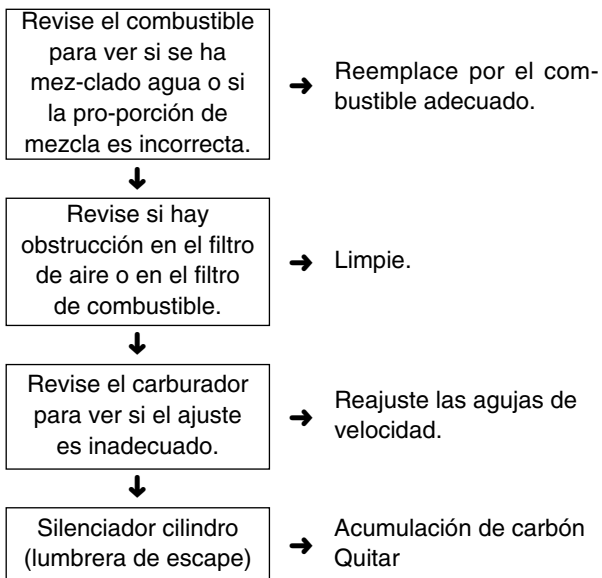 Revise el combustible
para ver si se ha
mez-clado agua o si
la pro-porción de
mezcla es incorrecta.
➜ Reemplace por el com-
bustible adecuado.
➜
Revise si hay
obstrucción en el filtro
de aire o en el filtro
de combustible.
➜ Limpie.
Revise el carburador
para ver si el ajuste
es inadecuado.
➜ Reajuste las agujas de
velocidad.
Silenciador cilindro
(lumbrera de escape)
➜ Acumulación de carbón
Quitar